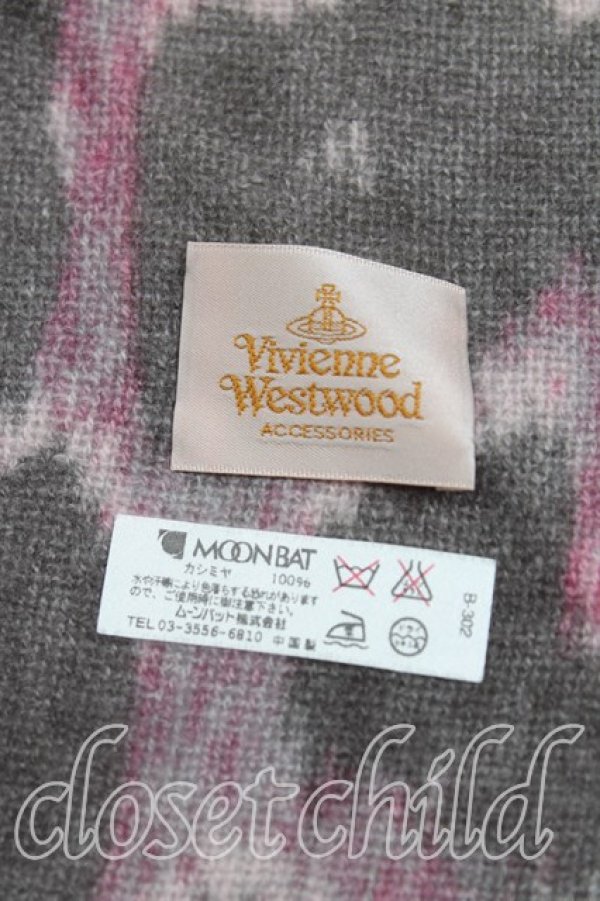 Vivienne
Westwood
ACCESSORIES
MOONBAT
カシミヤ 100%
水や汗等により色落ちする恐れがあります
ので、ご使用時に御注意下さい。
ムーンバット株式会社
TEL 03-3556-6810 中国製
B-302
closet child